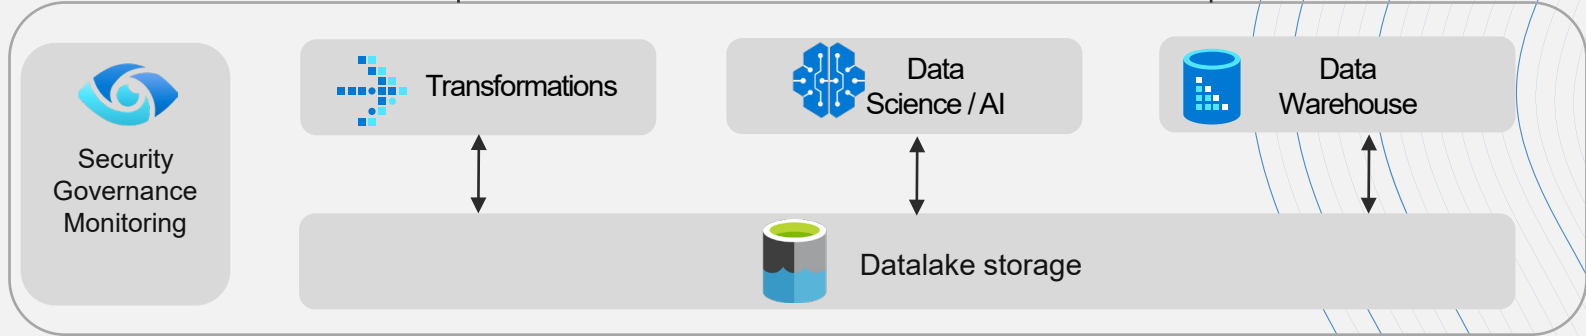 Security
Governance
Monitoring
Transformations
Data
Science / AI
Data
Warehouse
Datalake storage